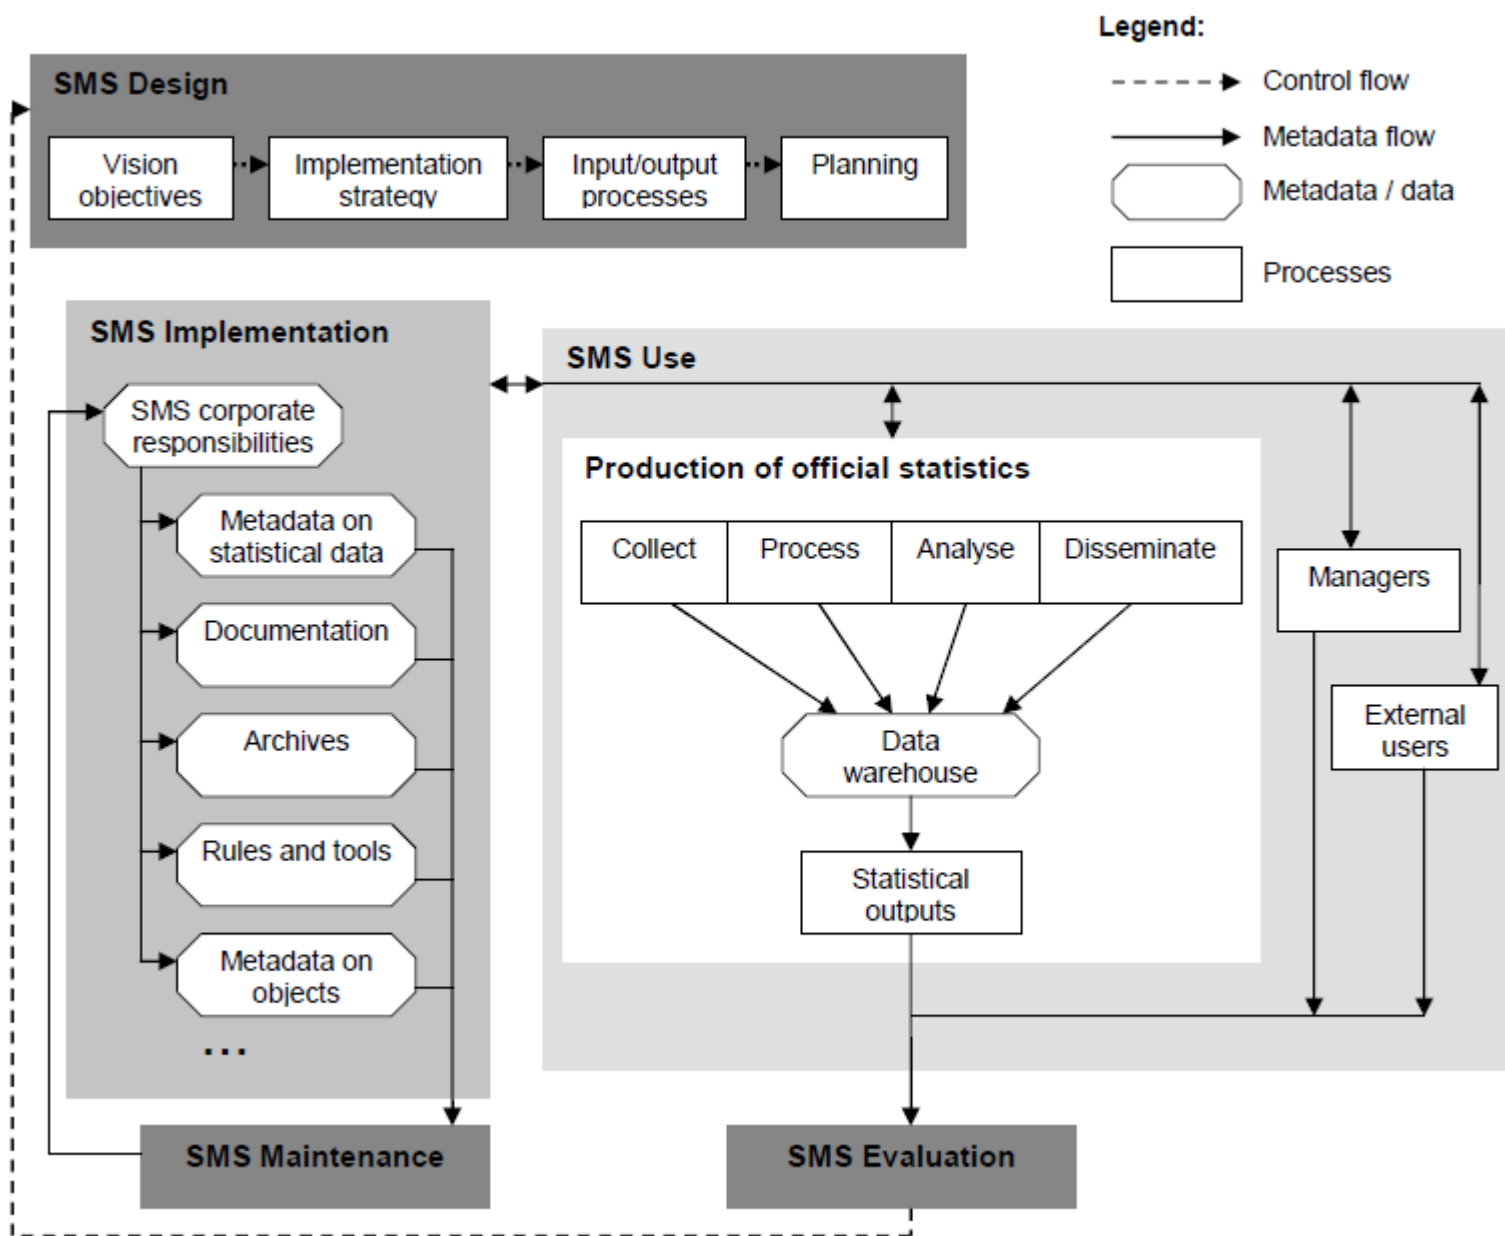 Legend:
Control flow
Metadata flow
Metadata / data
Processes
SMS Design
Vision
objectives
Implementation
strategy
Input/output
processes
Planning
SMS Implementation
SMS corporate
responsibilities
Metadata on
statistical data
Documentation
Archives
Rules and tools
Metadata on
objects
...
SMS Use
Production of official statistics
Collect
Process
Analyse
Disseminate
Data
warehouse
Statistical
outputs
Managers
External
users
SMS Maintenance
SMS Evaluation